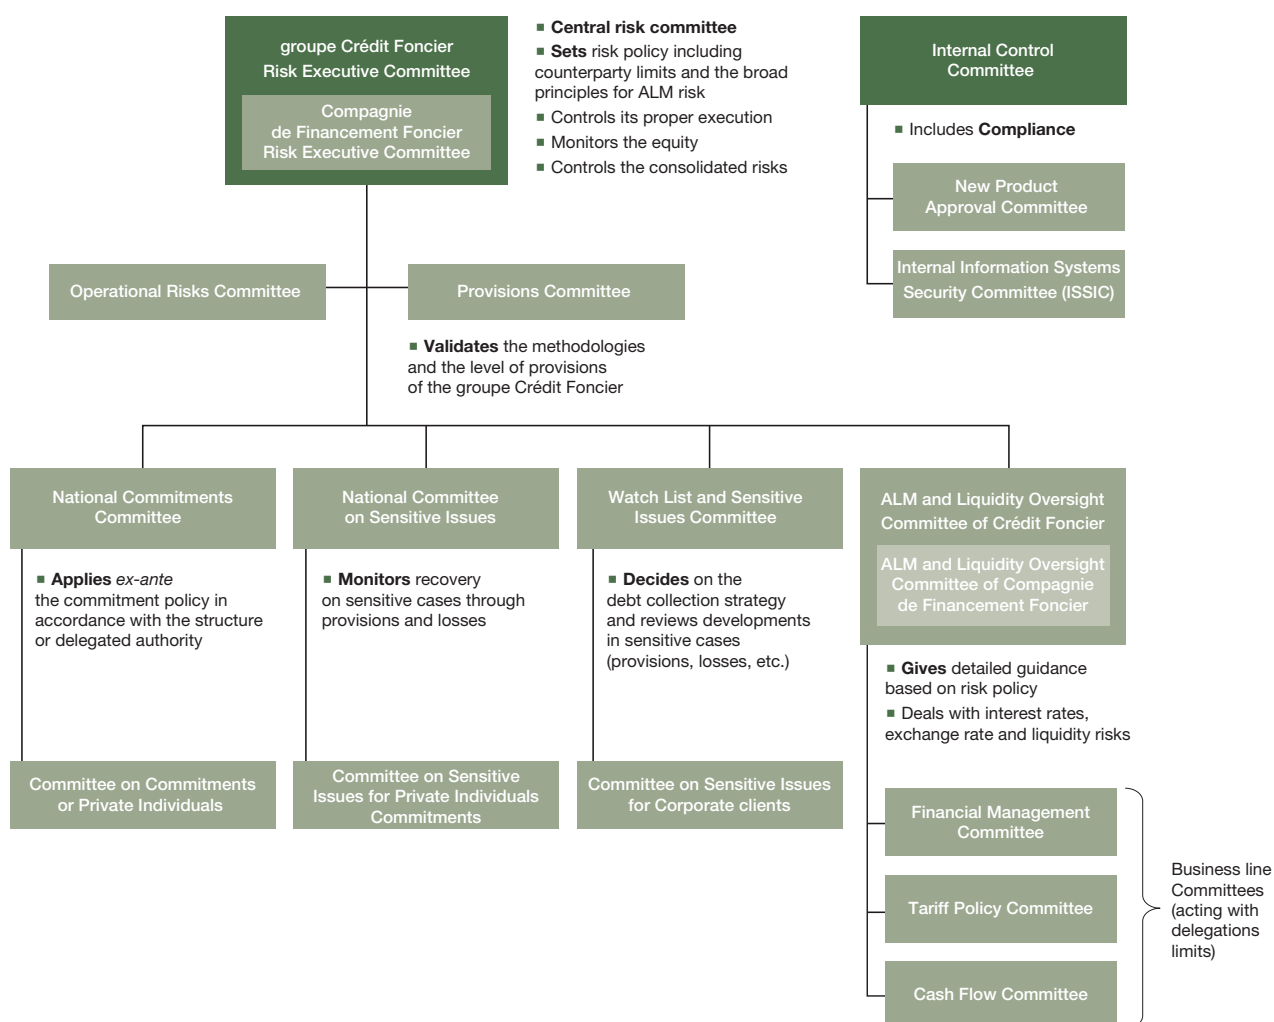 groupe Crédit Foncier
Risk Executive Committee
Compagnie
de Financement Foncier
Risk Executive Committee
■ Central risk committee
■ Sets risk policy including
counterparty limits and the broad
principles for ALM risk
■ Controls its proper execution
■ Monitors the equity
■ Controls the consolidated risks
Internal Control
Committee
■ Includes Compliance
New Product
Approval Committee
Internal Information Systems
Security Committee (ISSIC)
Operational Risks Committee
Provisions Committee
■ Validates the methodologies
and the level of provisions
of the groupe Crédit Foncier
National Commitments
Committee
■ Applies ex-ante
the commitment policy in
accordance with the structure
or delegated authority
Committee on Commitments
or Private Individuals
National Committee
on Sensitive Issues
■ Monitors recovery
on sensitive cases through
provisions and losses
Committee on Sensitive
Issues for Private Individuals
Commitments
Watch List and Sensitive
Issues Committee
■ Decides on the
debt collection strategy
and reviews developments
in sensitive cases
(provisions, losses, etc.)
Committee on Sensitive Issues
for Corporate clients
ALM and Liquidity Oversight
Committee of Crédit Foncier
ALM and Liquidity Oversight
Committee of Compagnie
de Financement Foncier
■ Gives detailed guidance
based on risk policy
■ Deals with interest rates,
exchange rate and liquidity risks
Financial Management
Committee
Tariff Policy Committee
Cash Flow Committee
Business line
Committees
(acting with
delegations
limits)